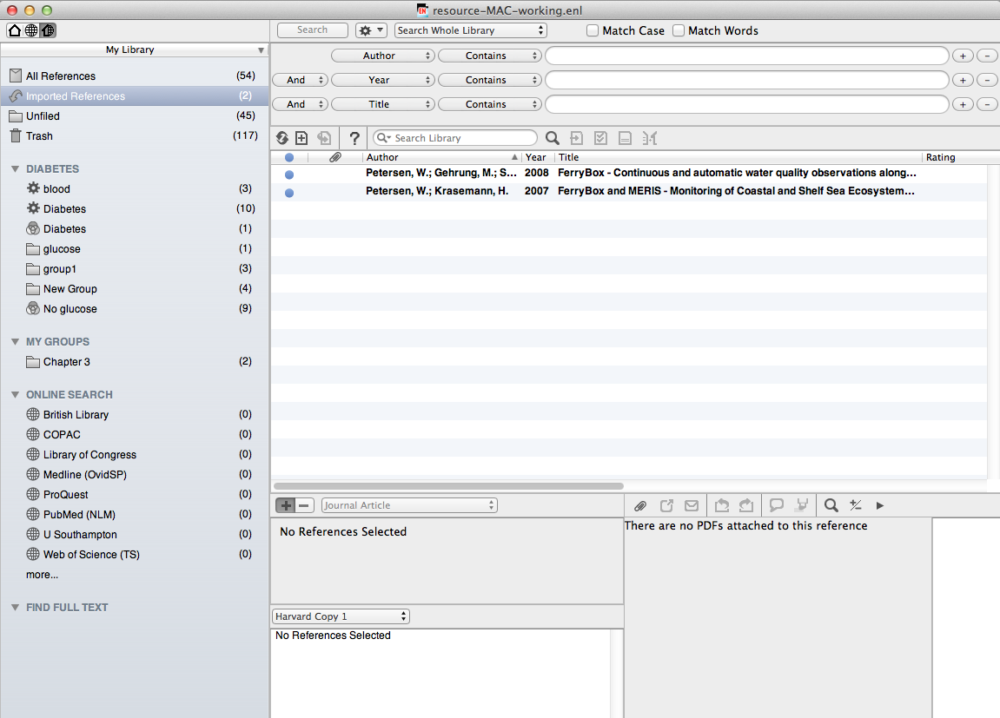 resource-MAC-working.enl
Search Search Whole Library Match Case Match Words
My Library
All References (54)
Imported References (2)
Unfiled (45)
Trash (117)
DIABETES
blood (3)
Diabetes (10)
Diabetes (1)
glucose (1)
group1 (3)
New Group (4)
No glucose (9)
MY GROUPS
Chapter 3 (2)
ONLINE SEARCH
British Library (0)
COPAC (0)
Library of Congress (0)
Medline (OvidSP) (0)
ProQuest (0)
PubMed (NLM) (0)
U Southampton (0)
Web of Science (TS) (0)
more...
FIND FULL TEXT
Author Contains + -
And Year Contains + -
And Title Contains + -
? Search Library
Author Year Title Rating
Petersen, W.; Gehrung, M.; S... 2008 FerryBox - Continuous and automatic water quality observations along...
Petersen, W.; Krasemann, H. 2007 FerryBox and MERIS - Monitoring of Coastal and Shelf Sea Ecosystem...
Journal Article
No References Selected
Harvard Copy 1
No References Selected
There are no PDFs attached to this reference